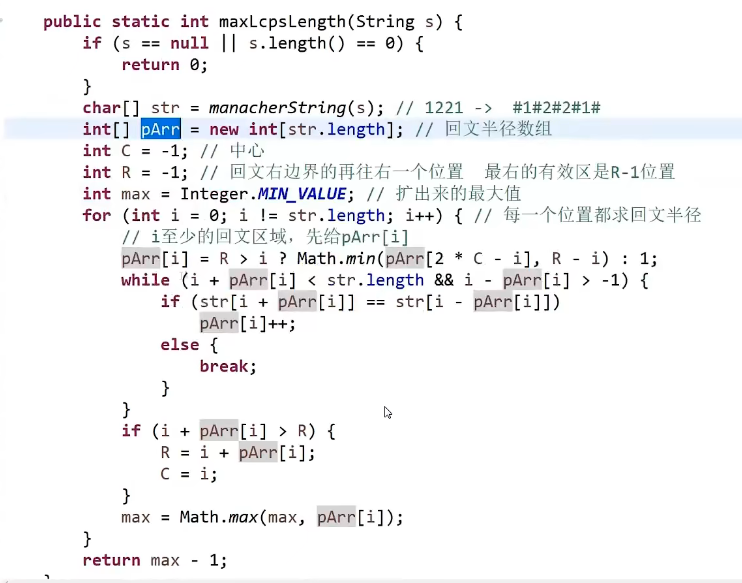 public static int maxLcpsLength(String s) {
    if (s == null || s.length() == 0) {
        return 0;
    }
    char[] str = manacherString(s); // 1221 -> #1#2#2#1#
    int[] pArr = new int[str.length]; // 回文半径数组
    int C = -1; // 中心
    int R = -1; // 回文右边界的再往右一个位置 最右的有效区是R-1位置
    int max = Integer.MIN_VALUE; // 扩出来的最大值
    for (int i = 0; i != str.length; i++) { // 每一个位置都求回文半径
        // i至少的回文区域，先给pArr[i]
        pArr[i] = R > i ? Math.min(pArr[2 * C - i], R - i) : 1;
        while (i + pArr[i] < str.length && i - pArr[i] > -1) {
            if (str[i + pArr[i]] == str[i - pArr[i]])
                pArr[i]++;
            else {
                break;
            }
        }
        if (i + pArr[i] > R) {
            R = i + pArr[i];
            C = i;
        }
        max = Math.max(max, pArr[i]);
    }
    return max - 1;